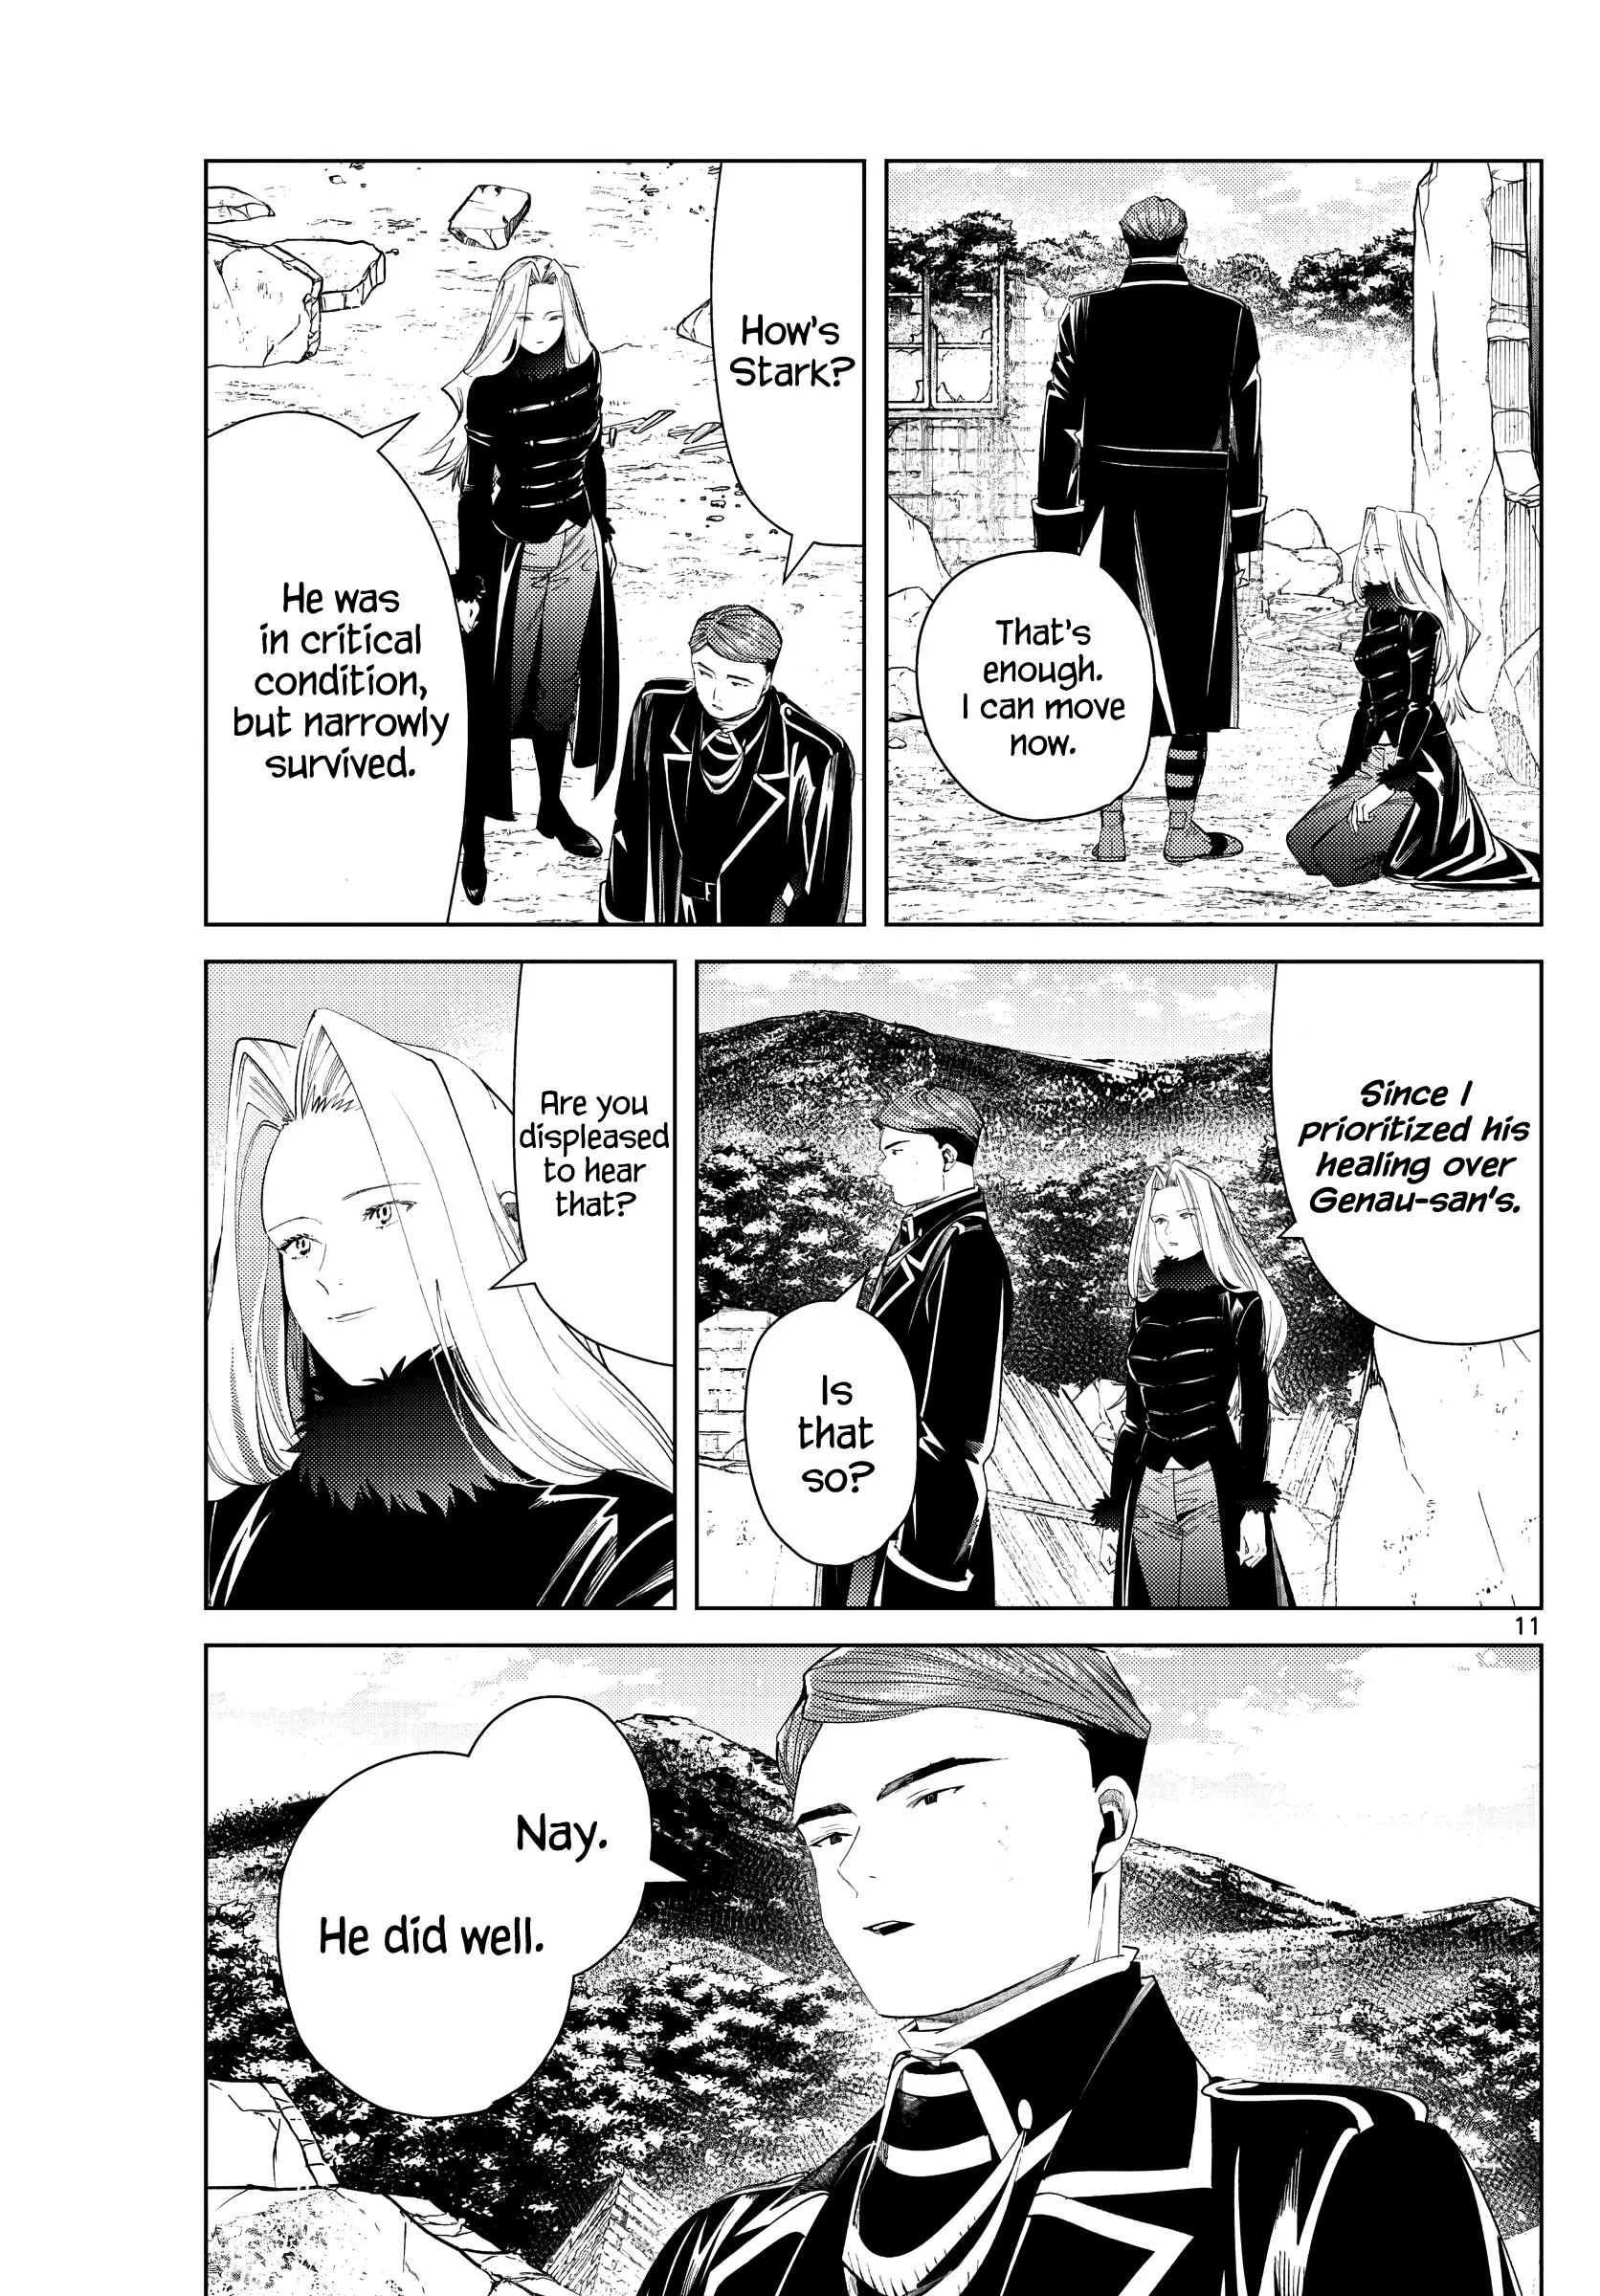 That's
enough.
I can move
now.
How's
Stark?
He was
in critical
condition,
but narrowly
survived.
Since I
prioritized his
healing over
Genau-san's.
Is
that
so?
Are you
displeased
to hear
that?
11
Nay.
He did well.